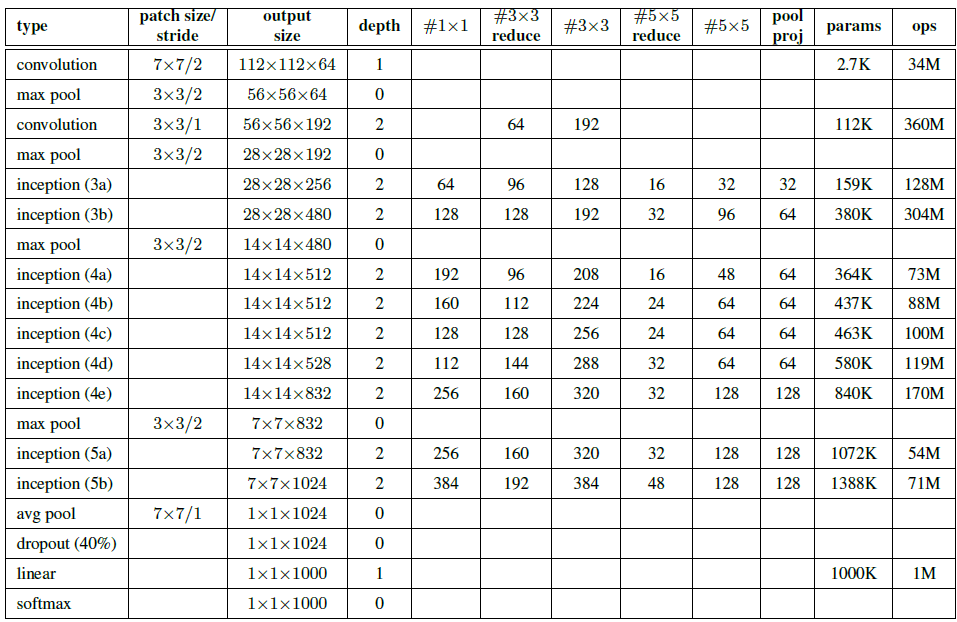 type patch size/ stride output size depth #1×1 #3×3 reduce #3×3 #5×5 reduce #5×5 pool proj params ops
convolution 7×7/2 112×112×64 1 2.7K 34M
max pool 3×3/2 56×56×64 0
convolution 3×3/1 56×56×192 2 64 192 112K 360M
max pool 3×3/2 28×28×192 0
inception (3a) 28×28×256 2 64 96 128 16 32 32 159K 128M
inception (3b) 28×28×480 2 128 128 192 32 96 64 380K 304M
max pool 3×3/2 14×14×480 0
inception (4a) 14×14×512 2 192 96 208 16 48 64 364K 73M
inception (4b) 14×14×512 2 160 112 224 24 64 64 437K 88M
inception (4c) 14×14×512 2 128 128 256 24 64 64 463K 100M
inception (4d) 14×14×528 2 112 144 288 32 64 64 580K 119M
inception (4e) 14×14×832 2 256 160 320 32 128 128 840K 170M
max pool 3×3/2 7×7×832 0
inception (5a) 7×7×832 2 256 160 320 32 128 128 1072K 54M
inception (5b) 7×7×1024 2 384 192 384 48 128 128 1388K 71M
avg pool 7×7/1 1×1×1024 0
dropout (40%) 1×1×1024 0
linear 1×1×1000 1 1000K 1M
softmax 1×1×1000 0